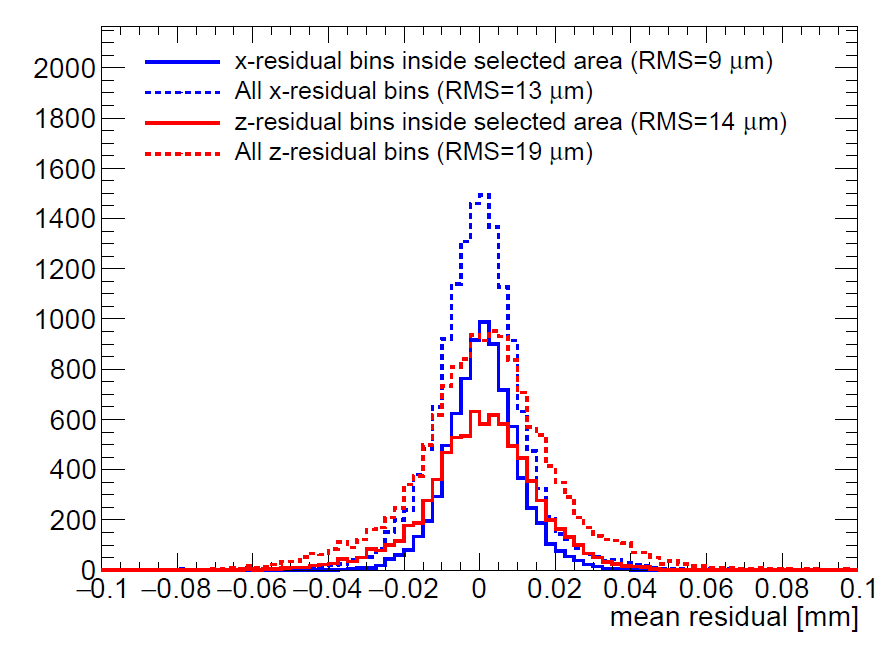 x-residual bins inside selected area (RMS=9 μm)
All x-residual bins (RMS=13 μm)
z-residual bins inside selected area (RMS=14 μm)
All z-residual bins (RMS=19 μm)
2000
1800
1600
1400
1200
1000
800
600
400
200
0
−0.1 −0.08 −0.06 −0.04 −0.02 0 0.02 0.04 0.06 0.08 0.1
mean residual [mm]